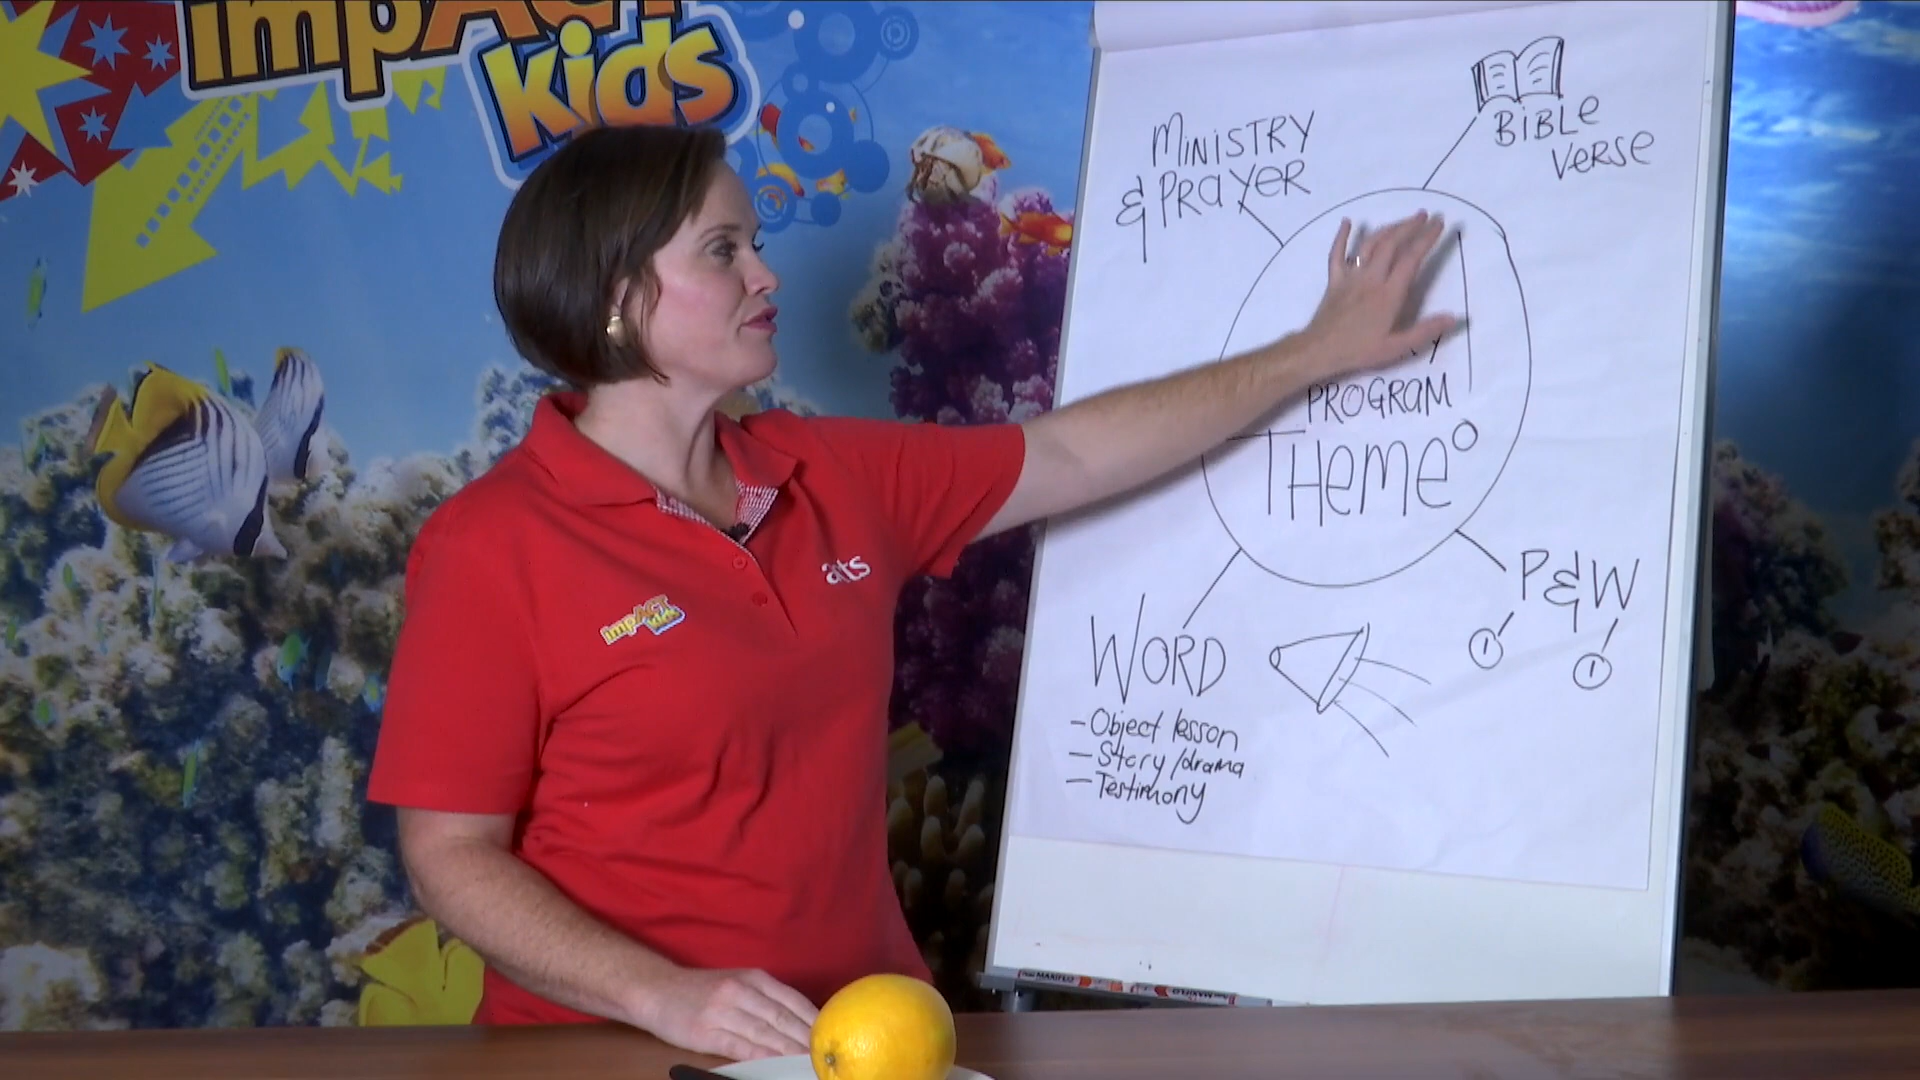 impACT
kids
MINISTRY
& PRAYER
BIBLE
VERSE
PROGRAM
THEME
P&W
WORD
- Object lesson
- Story/drama
- Testimony
ats
impACT
kids